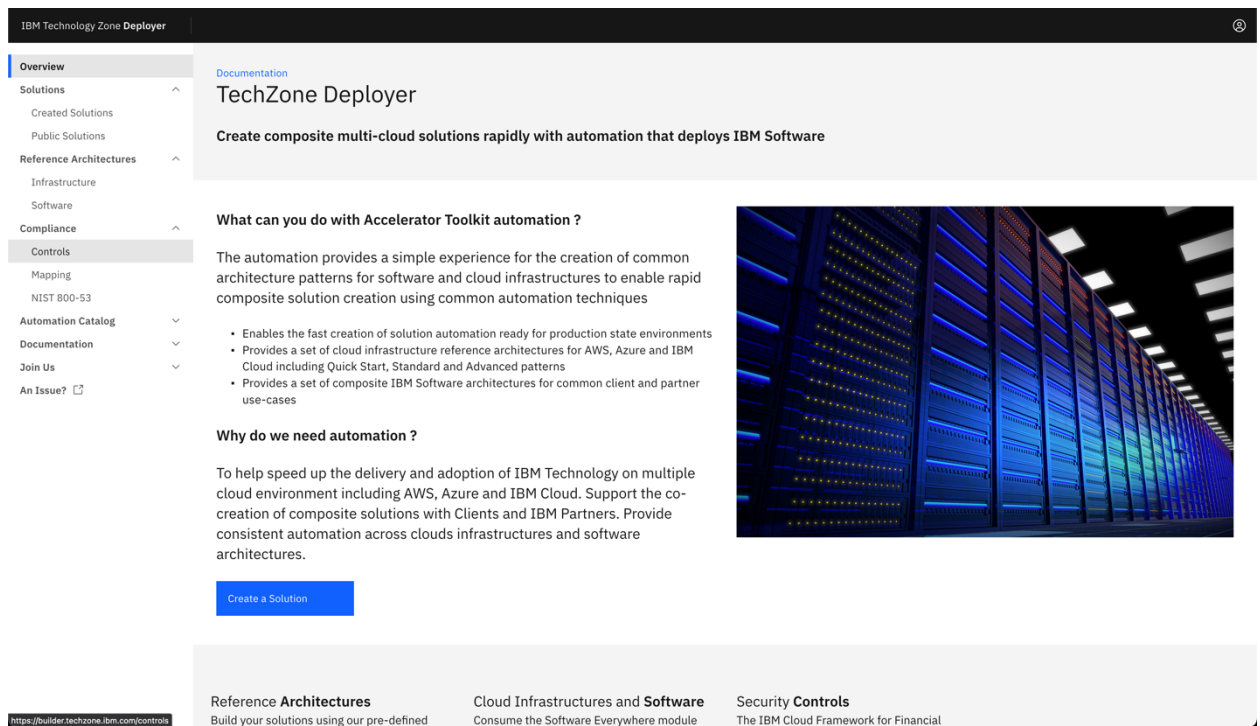 IBM Technology Zone Deployer
Overview
Solutions
Created Solutions
Public Solutions
Reference Architectures
Infrastructure
Software
Compliance
Controls
Mapping
NIST 800-53
Automation Catalog
Documentation
Join Us
An Issue?
https://builder.techzone.ibm.com/controls
Documentation
TechZone Deployer
Create composite multi-cloud solutions rapidly with automation that deploys IBM Software
What can you do with Accelerator Toolkit automation ?
The automation provides a simple experience for the creation of common
architecture patterns for software and cloud infrastructures to enable rapid
composite solution creation using common automation techniques
• Enables the fast creation of solution automation ready for production state environments
• Provides a set of cloud infrastructure reference architectures for AWS, Azure and IBM
Cloud including Quick Start, Standard and Advanced patterns
• Provides a set of composite IBM Software architectures for common client and partner
use-cases
Why do we need automation ?
To help speed up the delivery and adoption of IBM Technology on multiple
cloud environment including AWS, Azure and IBM Cloud. Support the co-
creation of composite solutions with Clients and IBM Partners. Provide
consistent automation across clouds infrastructures and software
architectures.
Create a Solution
Reference Architectures
Build your solutions using our pre-defined
Cloud Infrastructures and Software
Consume the Software Everywhere module
Security Controls
The IBM Cloud Framework for Financial